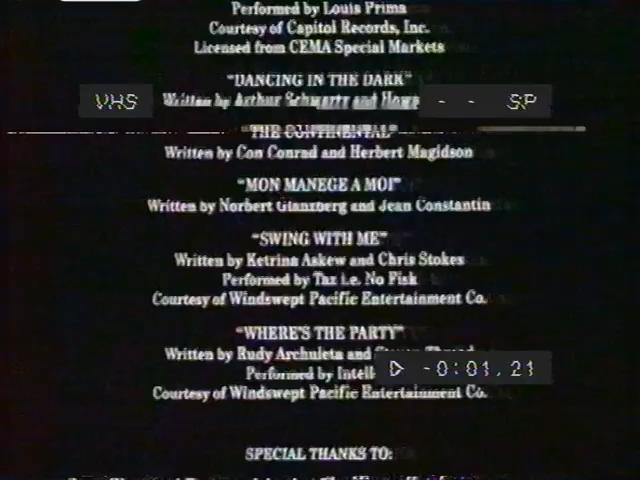 Performed by Louis Prima
Courtesy of Capitol Records, Inc.
Licensed from CEMA Special Markets
"DANCING IN THE DARK"
VHS
Written by Arthur Schwartz and
- - SP
"THE CONTINENTAL"
Written by Con Conrad and Herbert Magidson
"MON MANEGE A MOI"
Written by Norbert Glanzberg and Jean Constantin
"SWING WITH ME"
Written by Ketrina Askew and Chris Stokes
Performed by Tax i.e. No Fisk
Courtesy of Windswept Pacific Entertainment Co.
"WHERE'S THE PARTY"
Written by Rudy Archuleta and
Performed by
-0:01.21
Courtesy of Windswept Pacific Entertainment Co.
SPECIAL THANKS TO: